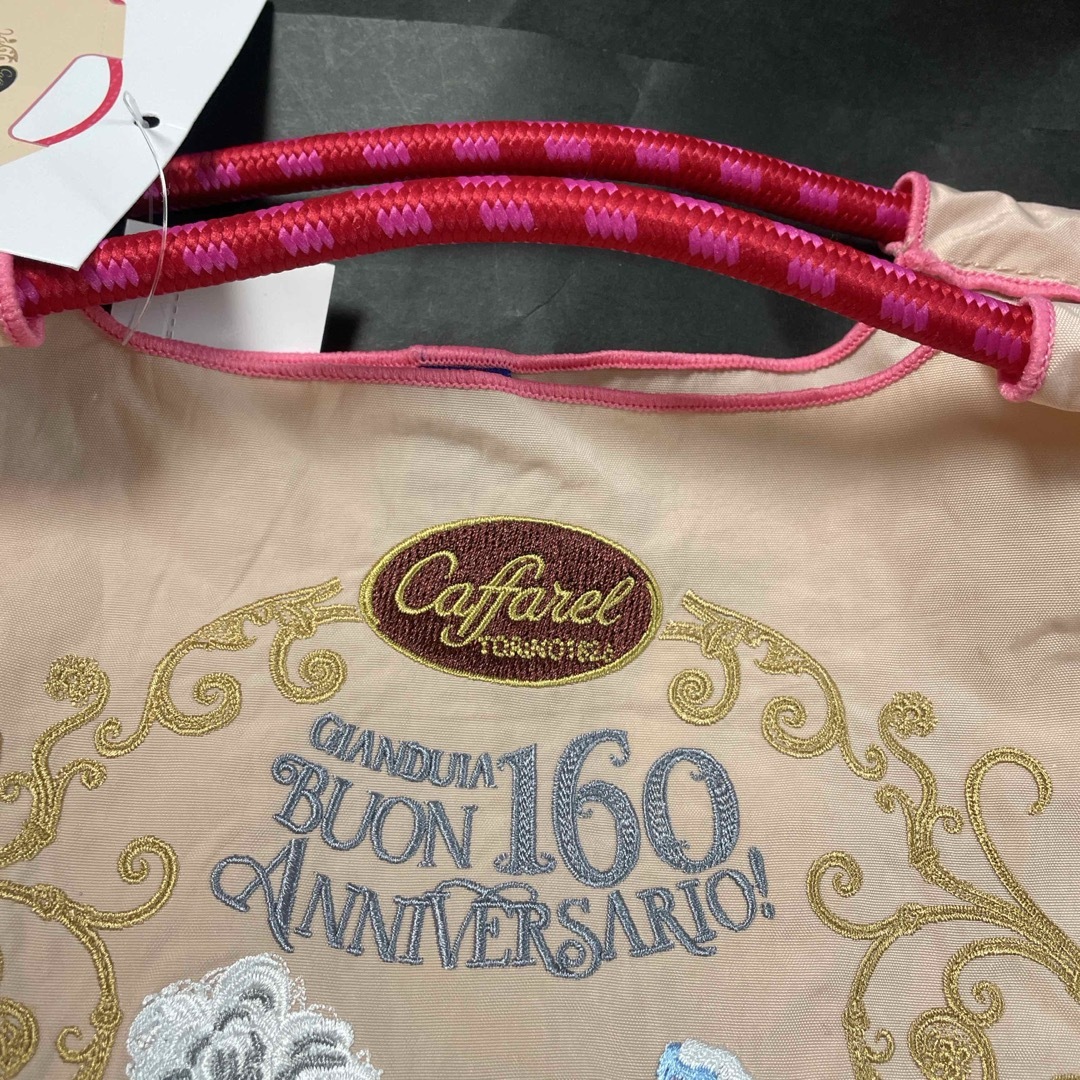 Caffarel
TORINO 1826
GIANDUIA
BUON 160
ANNIVERSARIO!